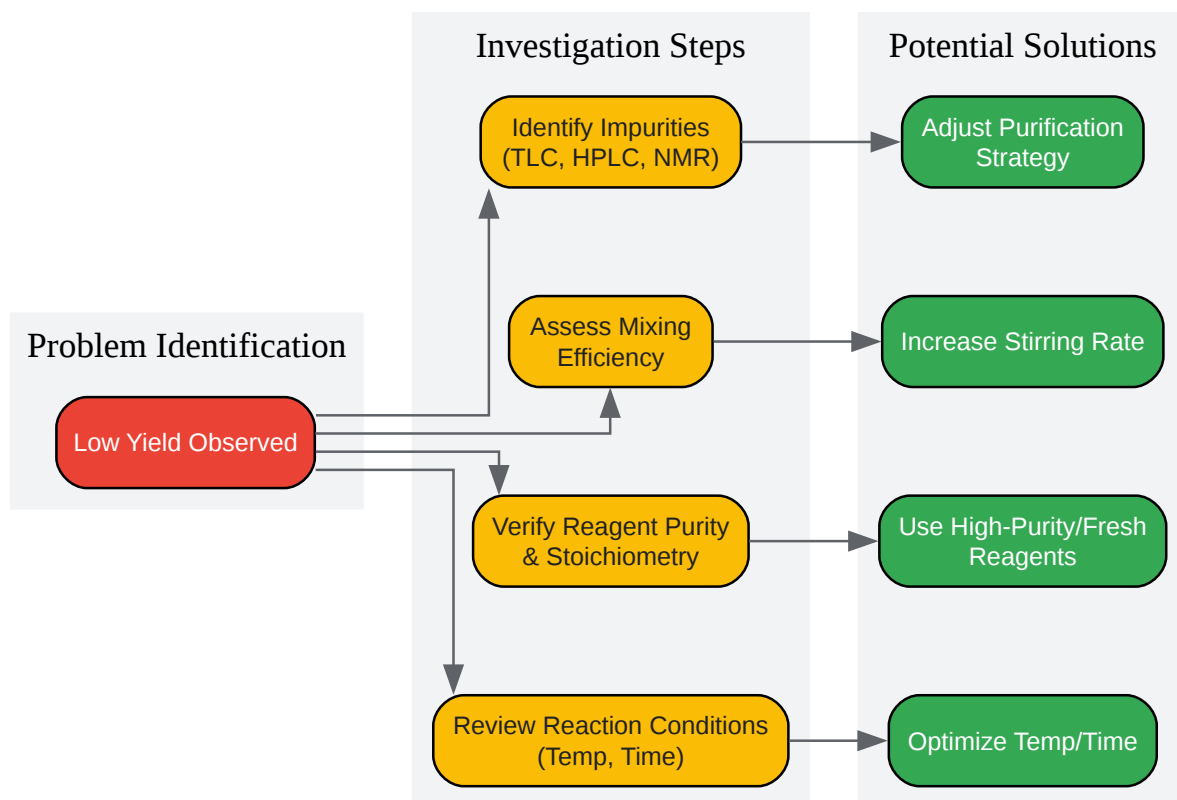 Problem Identification
Low Yield Observed
Investigation Steps
Identify Impurities
(TLC, HPLC, NMR)
Assess Mixing
Efficiency
Verify Reagent Purity
& Stoichiometry
Review Reaction Conditions
(Temp, Time)
Potential Solutions
Adjust Purification
Strategy
Increase Stirring Rate
Use High-Purity/Fresh
Reagents
Optimize Temp/Time